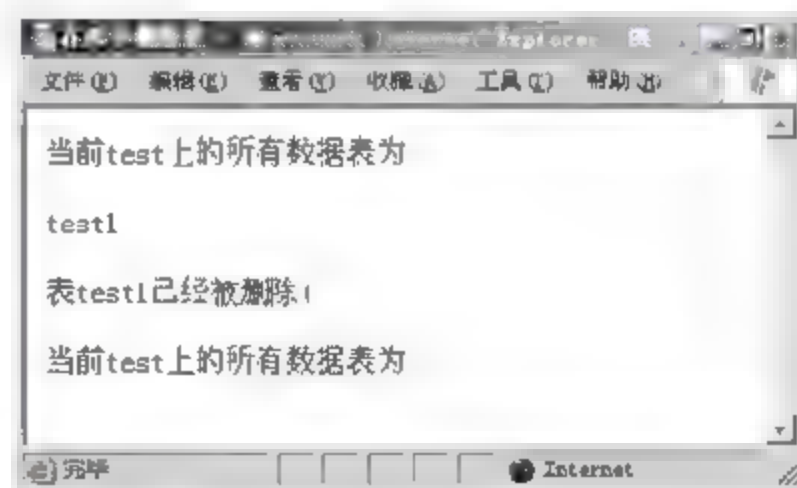 Internet Explorer
文件(F) 编辑(E) 查看(V) 收藏(A) 工具(T) 帮助(H)
当前test上的所有数据表为
test1
表test1已经被删除!
当前test上的所有数据表为
完毕 Internet